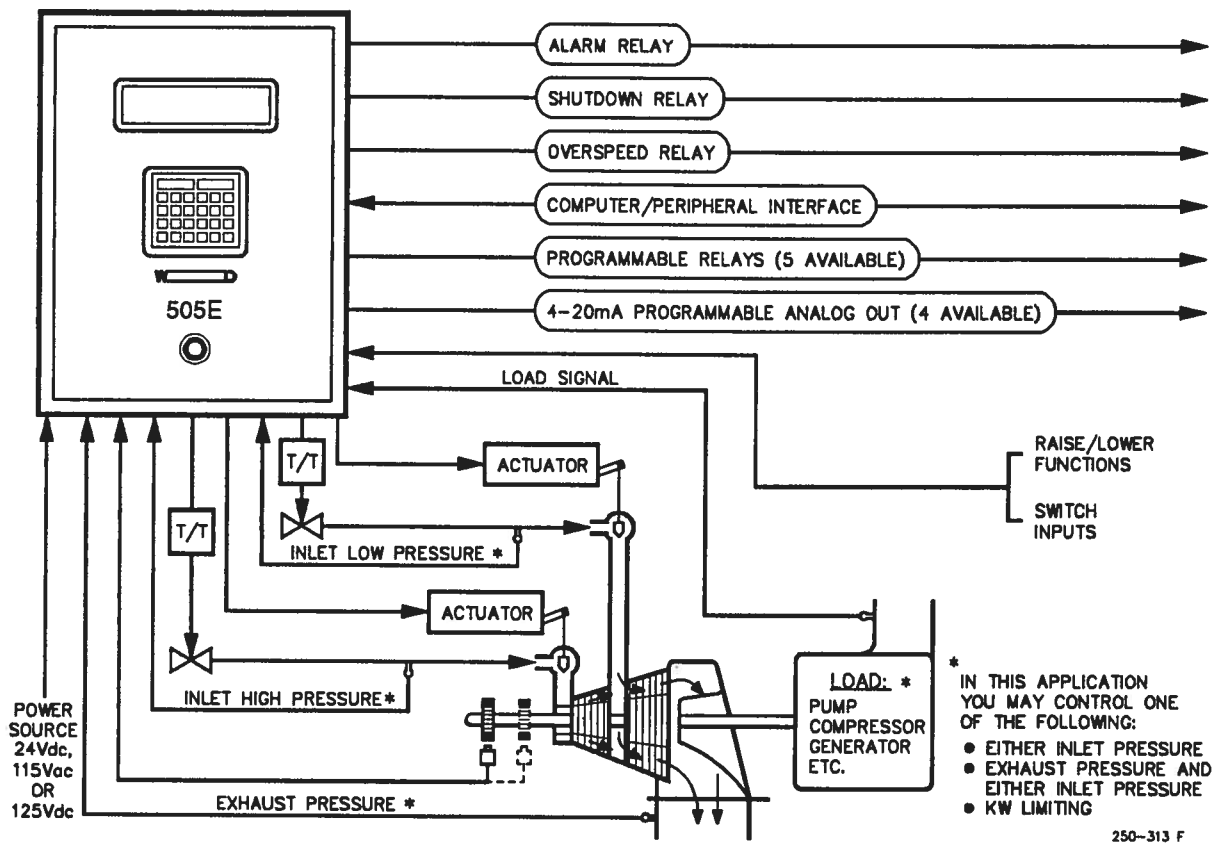 ALARM RELAY
SHUTDOWN RELAY
OVERSPEED RELAY
COMPUTER/PERIPHERAL INTERFACE
PROGRAMMABLE RELAYS (5 AVAILABLE)
505E
4-20mA PROGRAMMABLE ANALOG OUT (4 AVAILABLE)
LOAD SIGNAL
T/T
ACTUATOR
RAISE/LOWER
FUNCTIONS
SWITCH
INPUTS
T/T
INLET LOW PRESSURE *
ACTUATOR
INLET HIGH PRESSURE *
POWER
SOURCE
24Vdc,
115Vac
OR
125Vdc
EXHAUST PRESSURE *
LOAD: *
PUMP
COMPRESSOR
GENERATOR
ETC.
*
IN THIS APPLICATION
YOU MAY CONTROL ONE
OF THE FOLLOWING:
● EITHER INLET PRESSURE
● EXHAUST PRESSURE AND
EITHER INLET PRESSURE
● KW LIMITING
250-313 F